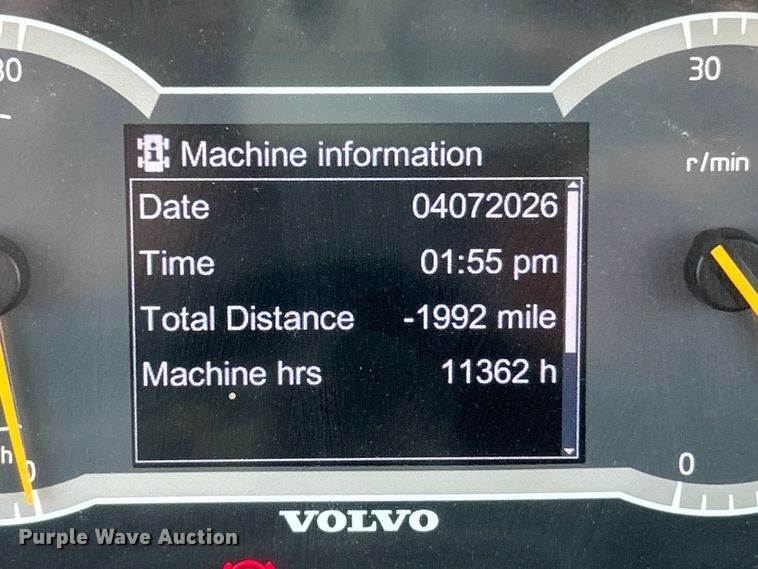 30
Machine information
r/min
Date 04072026
Time 01:55 pm
Total Distance -1992 mile
Machine hrs 11362 h
h
0
0
VOLVO
Purple Wave Auction